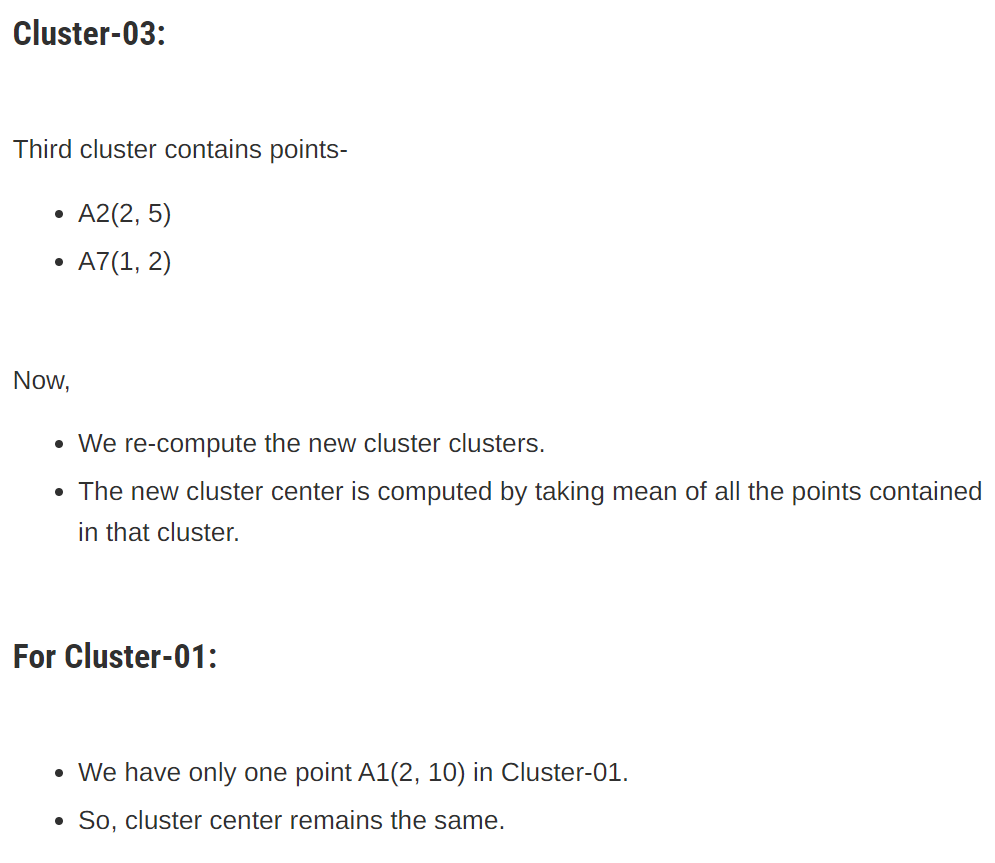 Cluster-03:
Third cluster contains points-
• A2(2, 5)
• A7(1, 2)
Now,
• We re-compute the new cluster clusters.
• The new cluster center is computed by taking mean of all the points contained
in that cluster.
For Cluster-01:
• We have only one point A1(2, 10) in Cluster-01.
• So, cluster center remains the same.